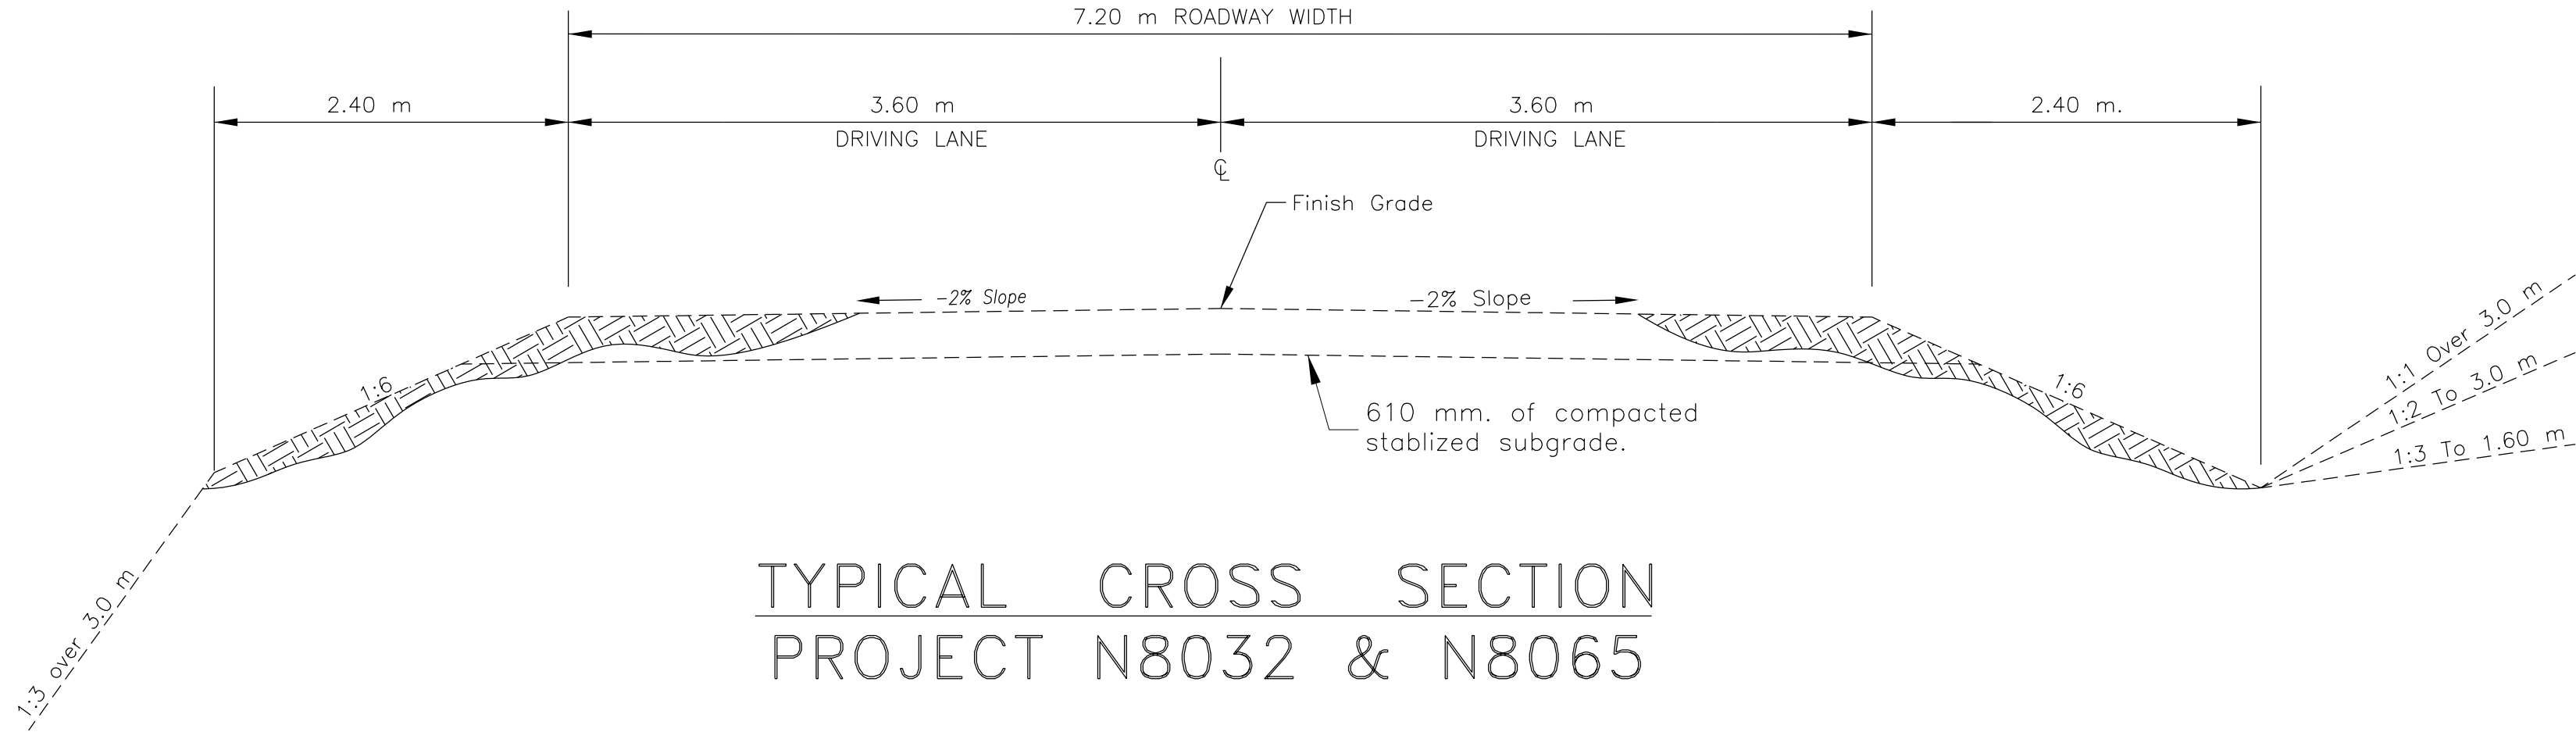 7.20 m ROADWAY WIDTH
2.40 m
3.60 m
DRIVING LANE
3.60 m
DRIVING LANE
2.40 m.
℄
Finish Grade
-2% Slope
-2% Slope
1:6
1:6
610 mm. of compacted
stablized subgrade.
1:1 Over 3.0 m
1:2 To 3.0 m
1:3 To 1.60 m
1:3 over 3.0 m
TYPICAL CROSS SECTION
PROJECT N8032 & N8065